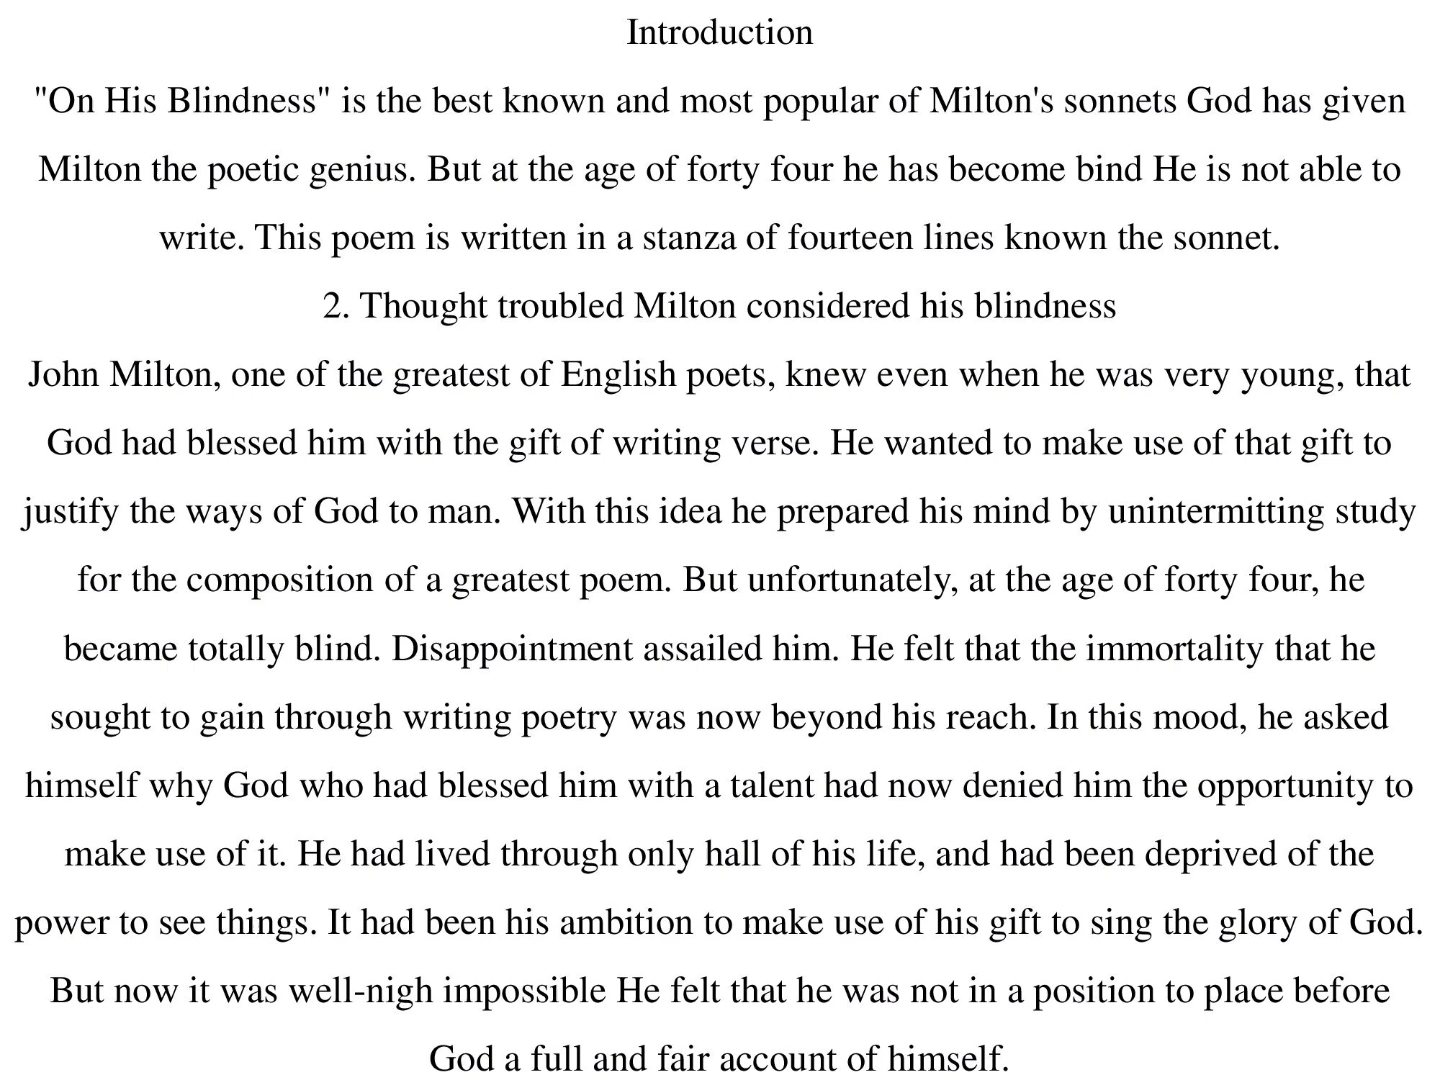 Introduction
"On His Blindness" is the best known and most popular of Milton's sonnets God has given
Milton the poetic genius. But at the age of forty four he has become bind He is not able to
write. This poem is written in a stanza of fourteen lines known the sonnet.
2. Thought troubled Milton considered his blindness
John Milton, one of the greatest of English poets, knew even when he was very young, that
God had blessed him with the gift of writing verse. He wanted to make use of that gift to
justify the ways of God to man. With this idea he prepared his mind by unintermitting study
for the composition of a greatest poem. But unfortunately, at the age of forty four, he
became totally blind. Disappointment assailed him. He felt that the immortality that he
sought to gain through writing poetry was now beyond his reach. In this mood, he asked
himself why God who had blessed him with a talent had now denied him the opportunity to
make use of it. He had lived through only hall of his life, and had been deprived of the
power to see things. It had been his ambition to make use of his gift to sing the glory of God.
But now it was well-nigh impossible He felt that he was not in a position to place before
God a full and fair account of himself.